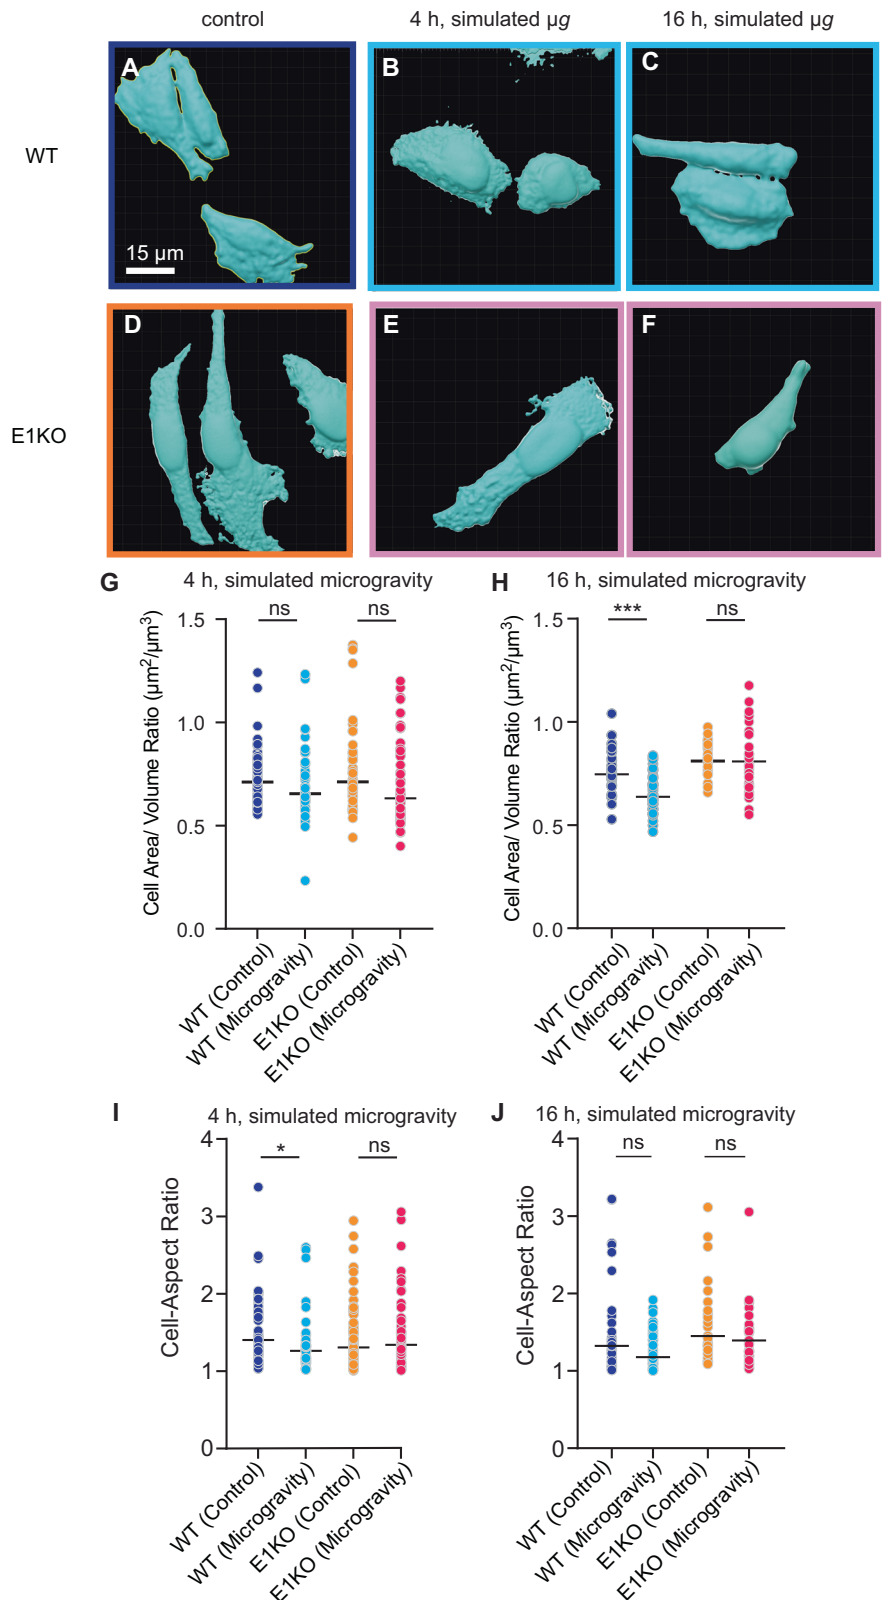 control
4 h, simulated µg
16 h, simulated µg
WT
A
B
C
15 µm
E1KO
D
E
F
G
4 h, simulated microgravity
ns
ns
Cell Area/ Volume Ratio (µm²/µm³)
1.5
1.0
0.5
0.0
WT (Control)
WT (Microgravity)
E1KO (Control)
E1KO (Microgravity)
H
16 h, simulated microgravity
***
ns
Cell Area/ Volume Ratio (µm²/µm³)
1.5
1.0
0.5
0.0
WT (Control)
WT (Microgravity)
E1KO (Control)
E1KO (Microgravity)
I
4 h, simulated microgravity
*
ns
Cell-Aspect Ratio
4
3
2
1
0
WT (Control)
WT (Microgravity)
E1KO (Control)
E1KO (Microgravity)
J
16 h, simulated microgravity
ns
ns
Cell-Aspect Ratio
4
3
2
1
0
WT (Control)
WT (Microgravity)
E1KO (Control)
E1KO (Microgravity)